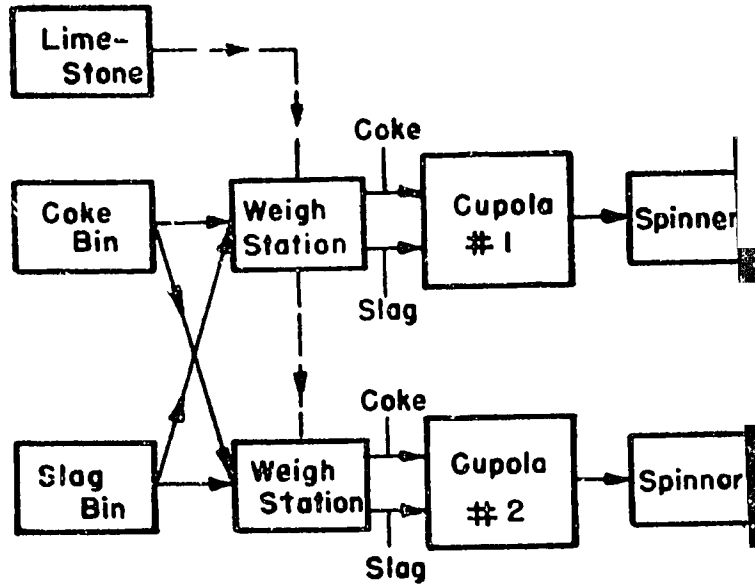 Lime-
Stone
Coke
Coke
Bin
Weigh
Station
Cupola
#1
Spinner
Slag
Coke
Slag
Bin
Weigh
Station
Cupola
#2
Spinnar
Slag